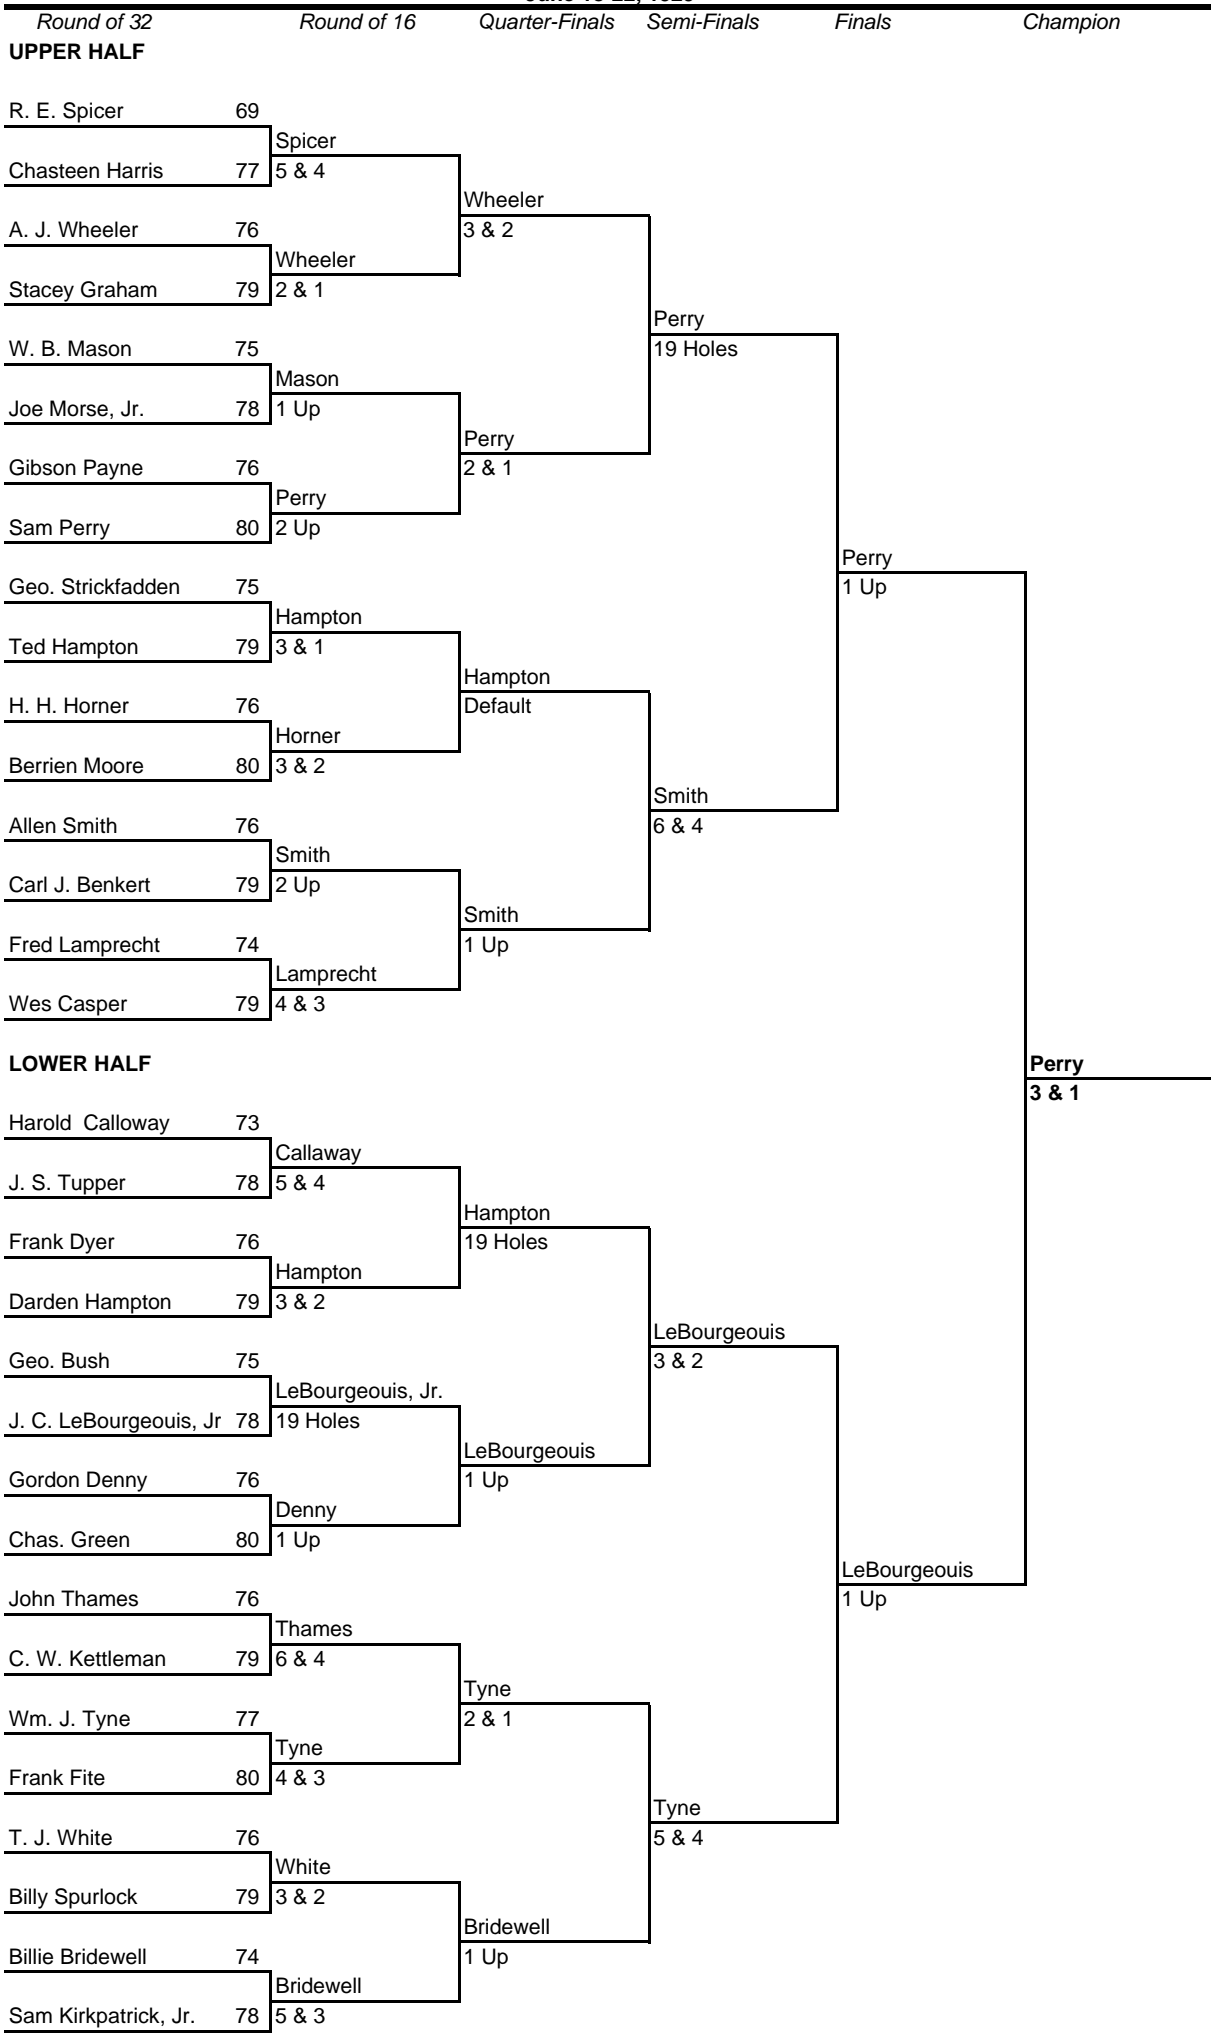 Round of 32 Round of 16 Quarter-Finals Semi-Finals Finals Champion
UPPER HALF
R. E. Spicer 69
Spicer
Chasteen Harris 77 5 & 4
Wheeler
A. J. Wheeler 76 3 & 2
Wheeler
Stacey Graham 79 2 & 1
Perry
W. B. Mason 75 19 Holes
Mason
Joe Morse, Jr. 78 1 Up
Perry
Gibson Payne 76 2 & 1
Perry
Sam Perry 80 2 Up
Perry
Geo. Strickfadden 75 1 Up
Hampton
Ted Hampton 79 3 & 1
Hampton
H. H. Horner 76 Default
Horner
Berrien Moore 80 3 & 2
Smith
Allen Smith 76 6 & 4
Smith
Carl J. Benkert 79 2 Up
Smith
Fred Lamprecht 74 1 Up
Lamprecht
Wes Casper 79 4 & 3
LOWER HALF Perry
3 & 1
Harold Calloway 73
Callaway
J. S. Tupper 78 5 & 4
Hampton
Frank Dyer 76 19 Holes
Hampton
Darden Hampton 79 3 & 2
LeBourgeouis
Geo. Bush 75 3 & 2
LeBourgeouis, Jr.
J. C. LeBourgeouis, Jr 78 19 Holes
LeBourgeouis
Gordon Denny 76 1 Up
Denny
Chas. Green 80 1 Up
LeBourgeouis
John Thames 76 1 Up
Thames
C. W. Kettleman 79 6 & 4
Tyne
Wm. J. Tyne 77 2 & 1
Tyne
Frank Fite 80 4 & 3
Tyne
T. J. White 76 5 & 4
White
Billy Spurlock 79 3 & 2
Bridewell
Billie Bridewell 74 1 Up
Bridewell
Sam Kirkpatrick, Jr. 78 5 & 3